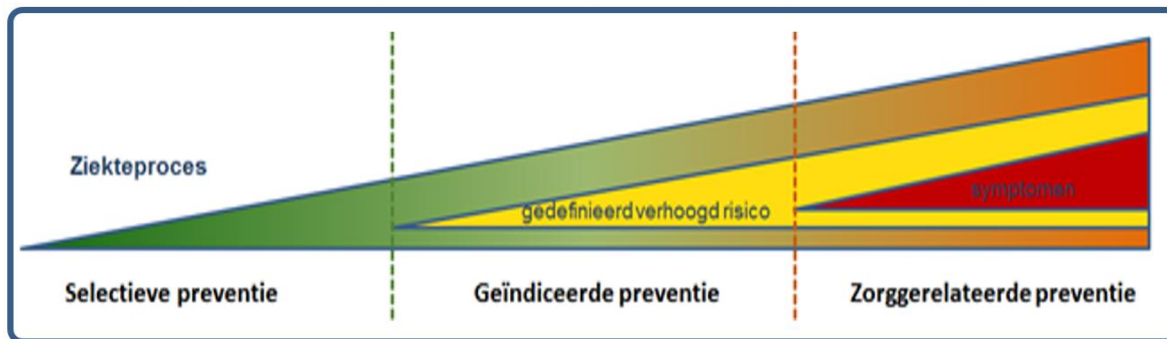 Ziekteproces
symptomen
gedefinieerd verhoogd risico
Selectieve preventie
Geïndiceerde preventie
Zorggerelateerde preventie